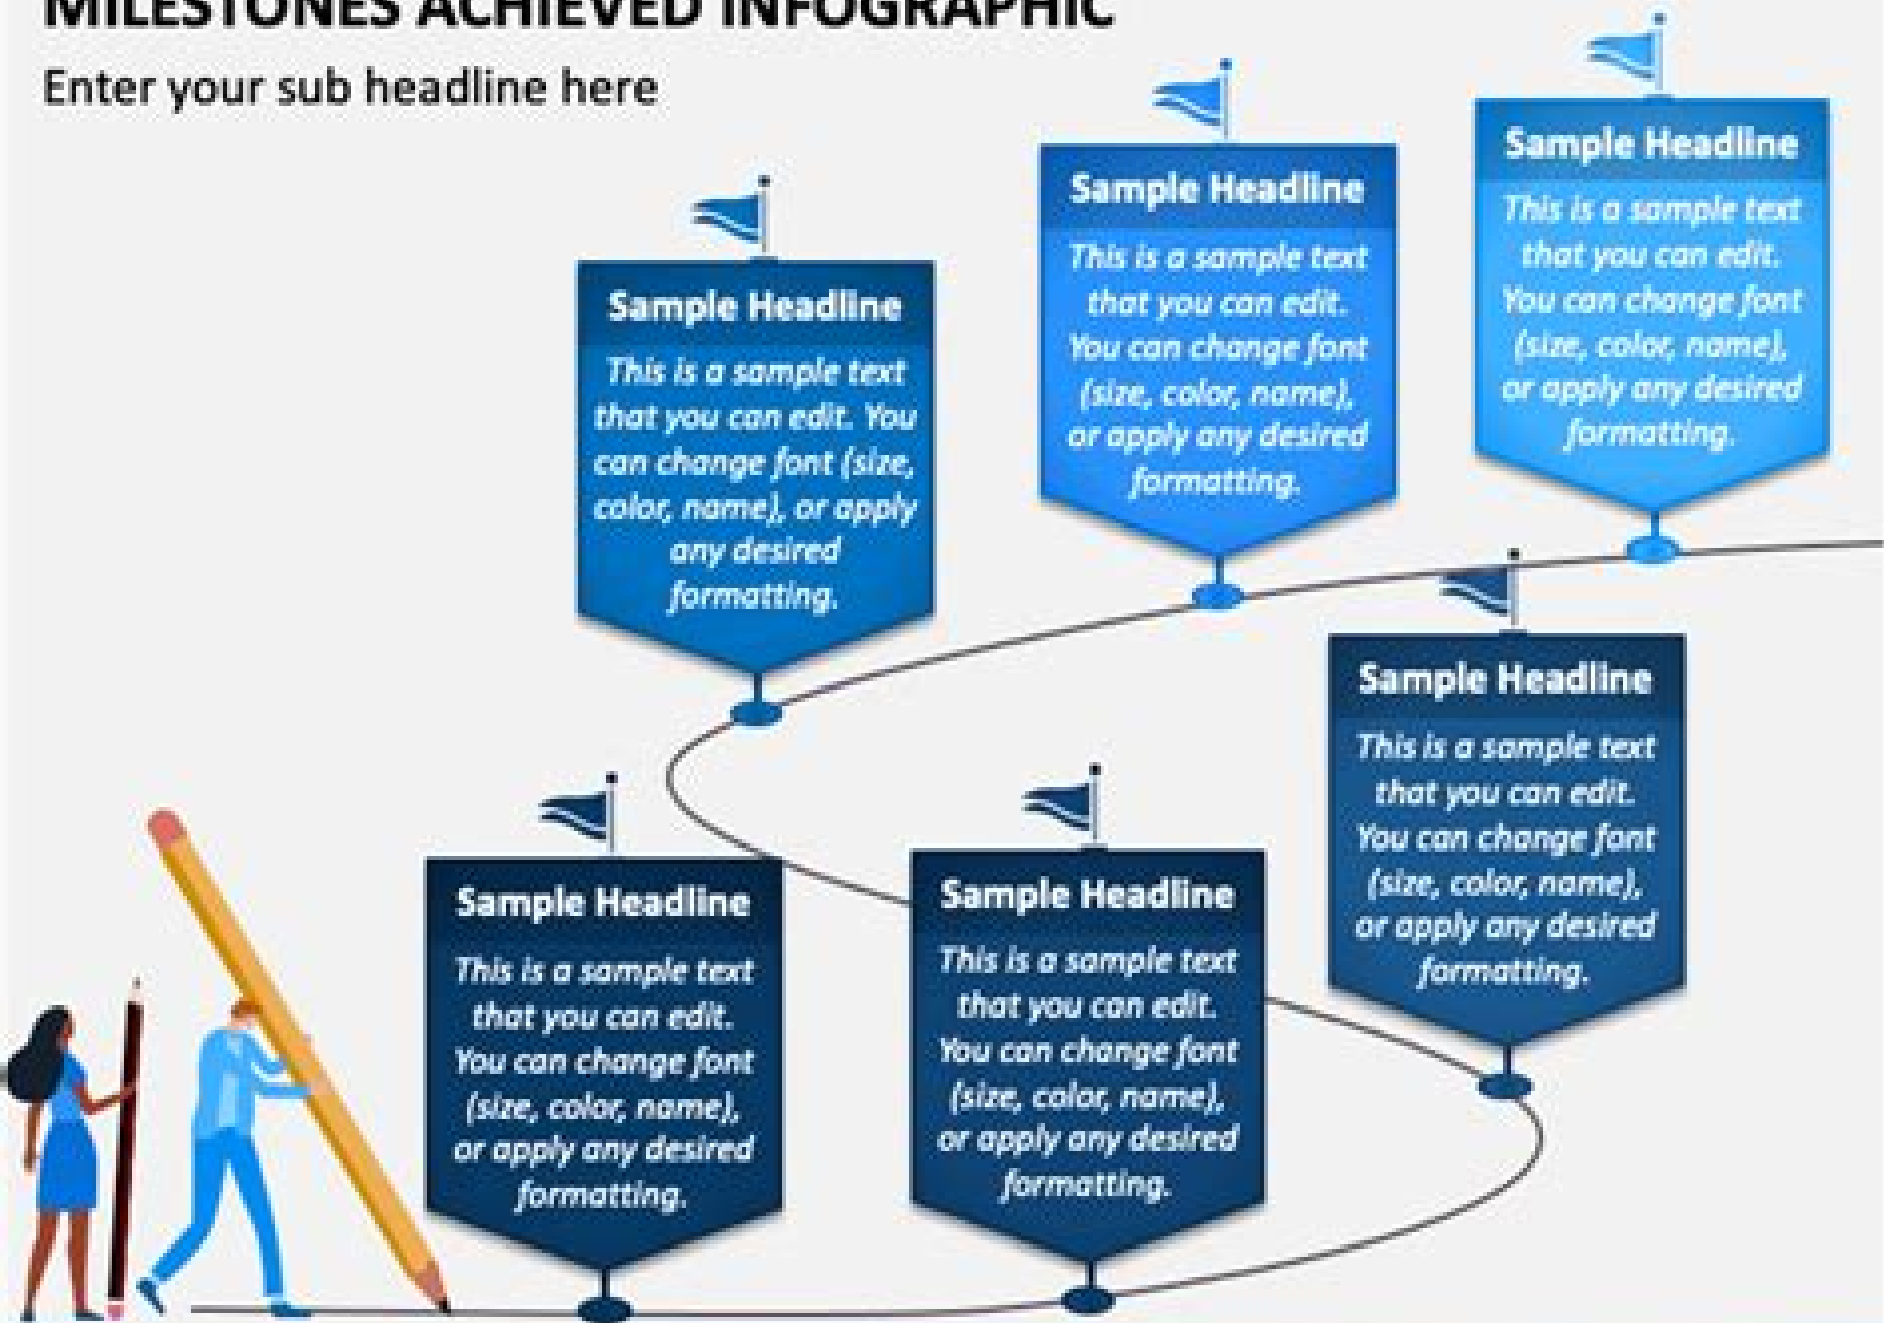 MILESTONES ACHIEVED INFOGRAPHIC
Enter your sub headline here
Sample Headline
This is a sample text
that you can edit. You
can change font (size,
color, name), or apply
any desired
formatting.
Sample Headline
This is a sample text
that you can edit.
You can change font
(size, color, name),
or apply any desired
formatting.
Sample Headline
This is a sample text
that you can edit.
You can change font
(size, color, name),
or apply any desired
formatting.
Sample Headline
This is a sample text
that you can edit.
You can change font
(size, color, name),
or apply any desired
formatting.
Sample Headline
This is a sample text
that you can edit.
You can change font
(size, color, name),
or apply any desired
formatting.
Sample Headline
This is a sample text
that you can edit.
You can change font
(size, color, name),
or apply any desired
formatting.